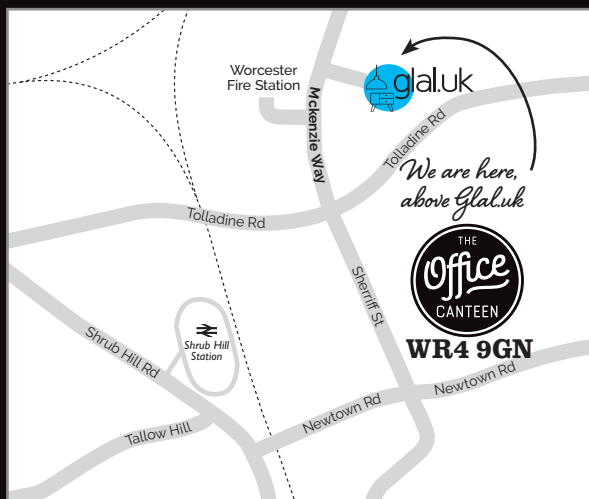 Worcester
Fire Station
glal.uk
Mckenzie Way
Tolladine Rd
We are here,
above Glal.uk
Tolladine Rd
THE
Office
CANTEEN
WR4 9GN
Sherriff St
Shrub Hill
Station
Shrub Hill Rd
Newtown Rd
Newtown Rd
Tallow Hill